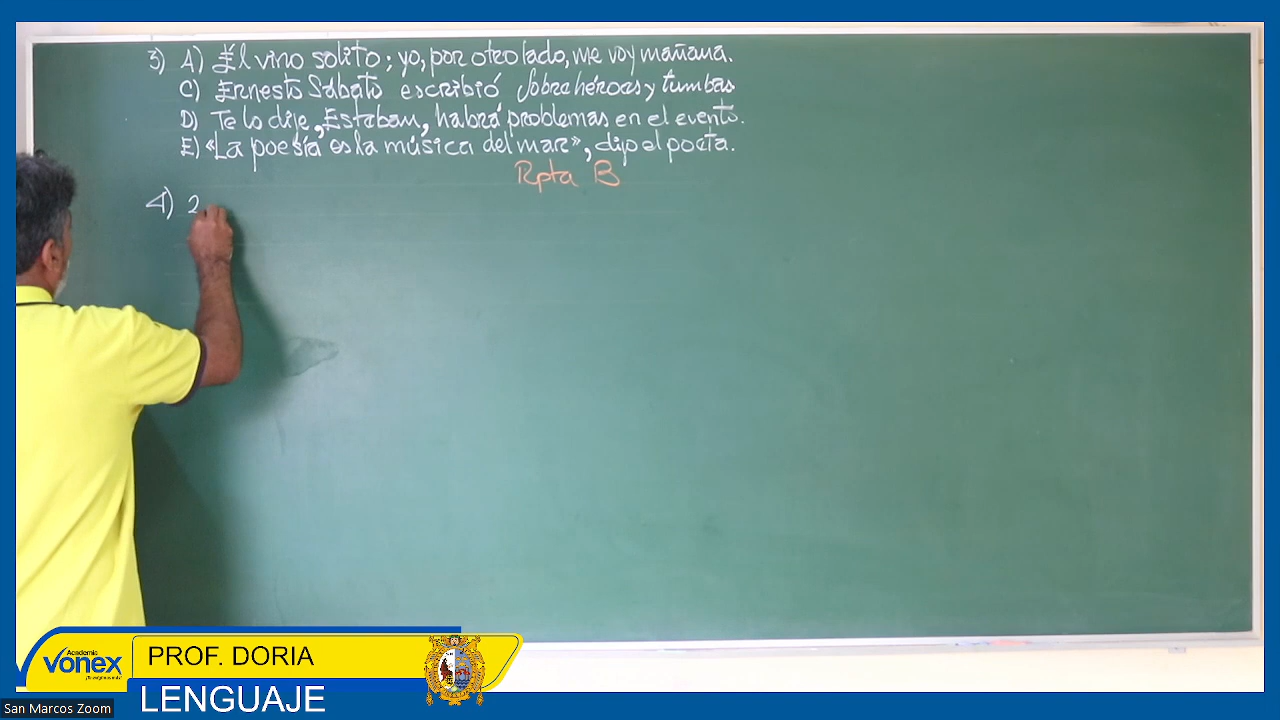 3) A) Él vino solito; yo, por otro lado, me voy mañana.
C) Ernesto Sábato escribió Sobre héroes y tumbas
D) Te lo dije, Esteban, habrá problemas en el evento.
E) «La poesía es la música del mar», dijo el poeta.
Rpta B
4) 2
Academia
vonex
PROF. DORIA
LENGUAJE
San Marcos Zoom